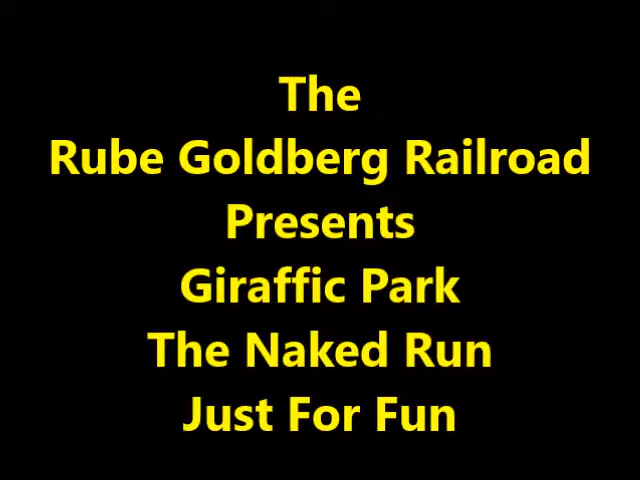 The
Rube Goldberg Railroad
Presents
Giraffic Park
The Naked Run
Just For Fun